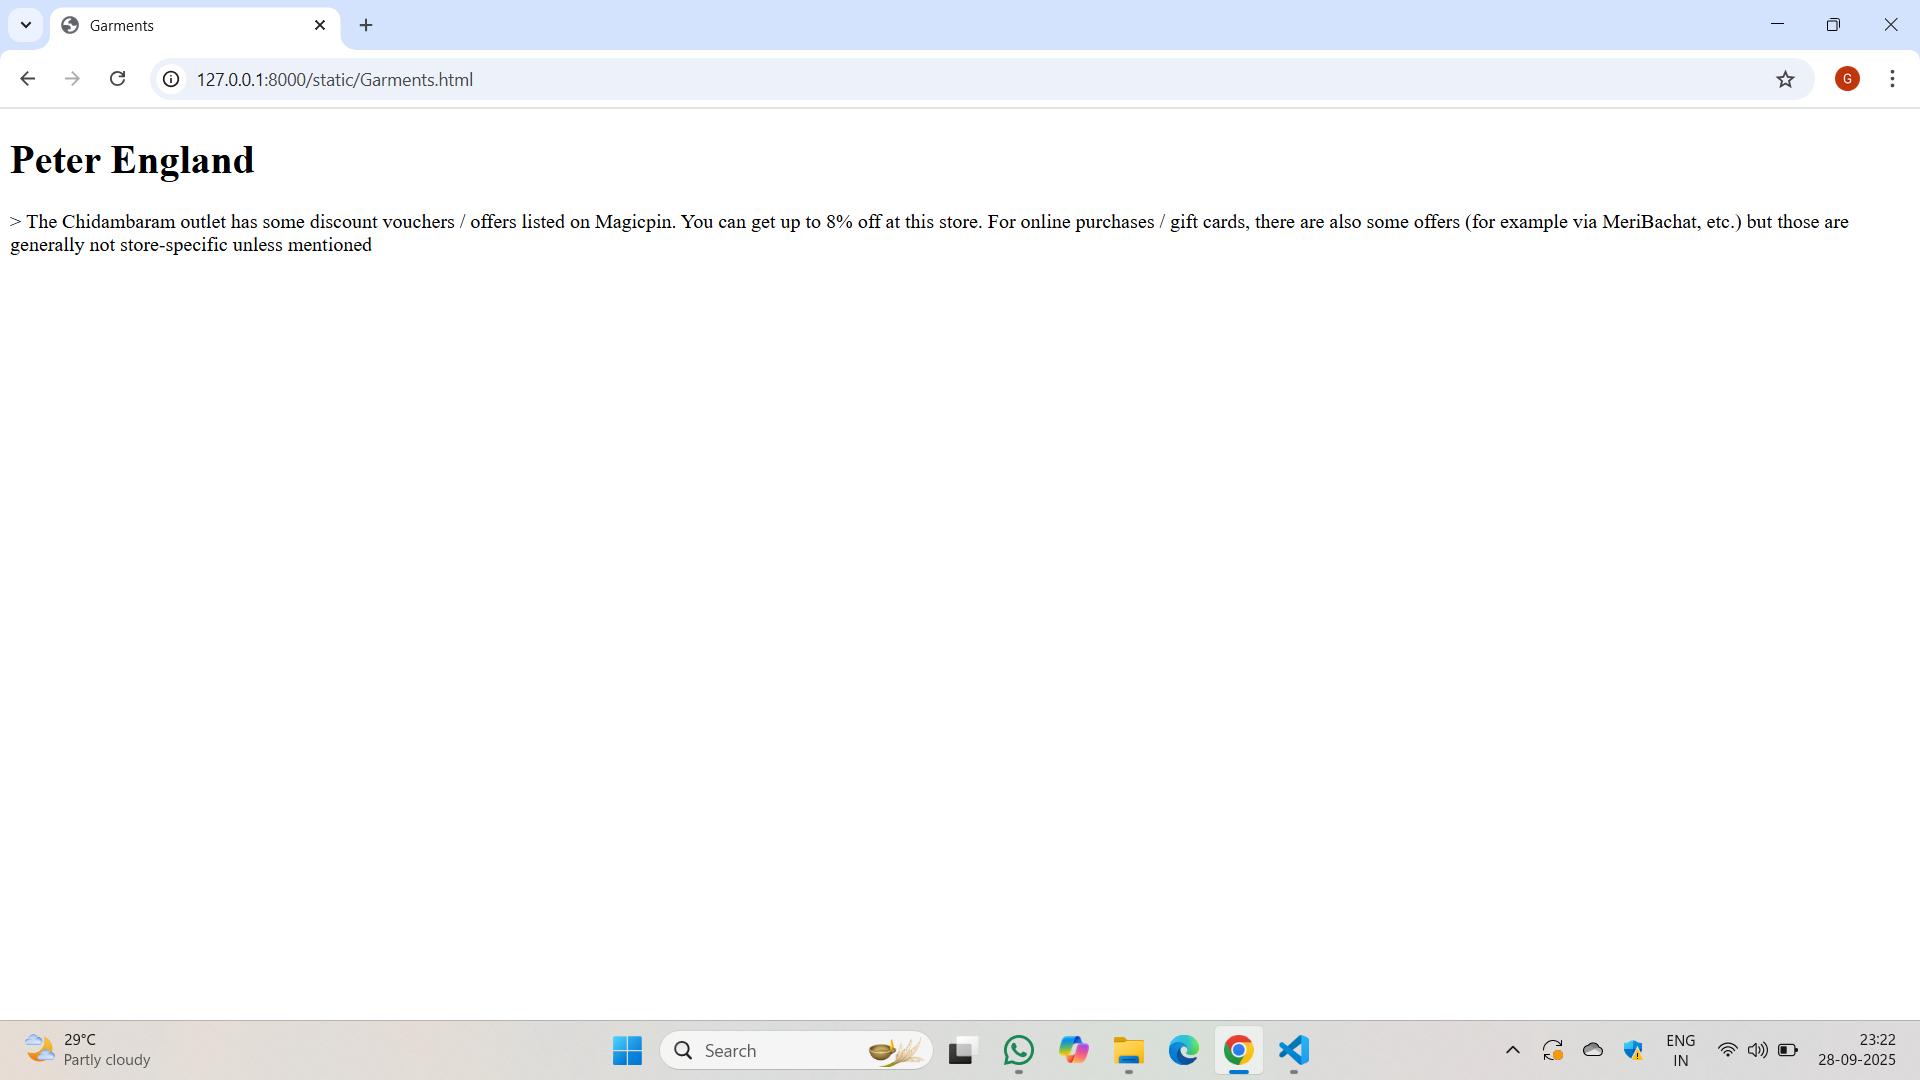 Garments
127.0.0.1:8000/static/Garments.html
G
Peter England
> The Chidambaram outlet has some discount vouchers / offers listed on Magicpin. You can get up to 8% off at this store. For online purchases / gift cards, there are also some offers (for example via MeriBachat, etc.) but those are
generally not store-specific unless mentioned
29°C
Partly cloudy
Search
ENG
IN
23:22
28-09-2025